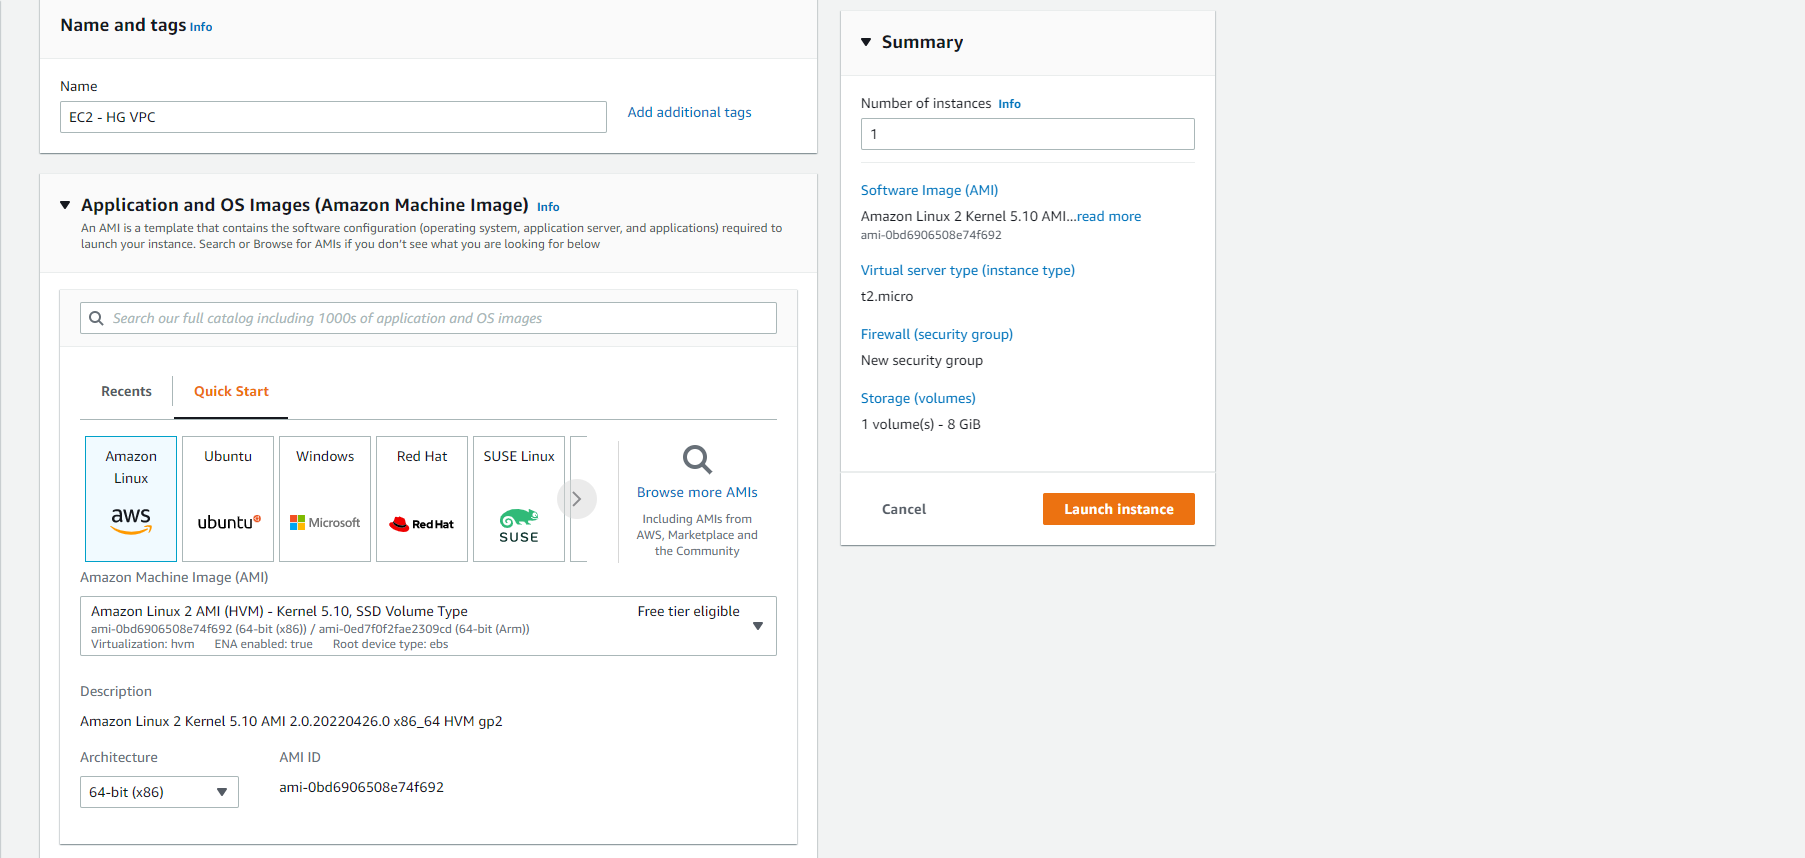 Name and tags Info
Name
EC2 - HG VPC
Add additional tags
Application and OS Images (Amazon Machine Image) Info
An AMI is a template that contains the software configuration (operating system, application server, and applications) required to
launch your instance. Search or Browse for AMIs if you don't see what you are looking for below
Search our full catalog including 1000s of application and OS images
Recents
Quick Start
Amazon
Linux
aws
Ubuntu
ubuntu
Windows
Microsoft
Red Hat
Red Hat
SUSE Linux
SUSE
Browse more AMIs
Including AMIs from
AWS, Marketplace and
the Community
Amazon Machine Image (AMI)
Amazon Linux 2 AMI (HVM) - Kernel 5.10, SSD Volume Type
Free tier eligible
ami-0bd6906508e74f692 (64-bit (x86)) / ami-0ed7f0f2fae2309cd (64-bit (Arm))
Virtualization: hvm ENA enabled: true Root device type: ebs
Description
Amazon Linux 2 Kernel 5.10 AMI 2.0.20220426.0 x86_64 HVM gp2
Architecture
64-bit (x86)
AMI ID
ami-0bd6906508e74f692
Summary
Number of instances Info
1
Software Image (AMI)
Amazon Linux 2 Kernel 5.10 AMI...read more
ami-0bd6906508e74f692
Virtual server type (instance type)
t2.micro
Firewall (security group)
New security group
Storage (volumes)
1 volume(s) - 8 GiB
Cancel
Launch instance